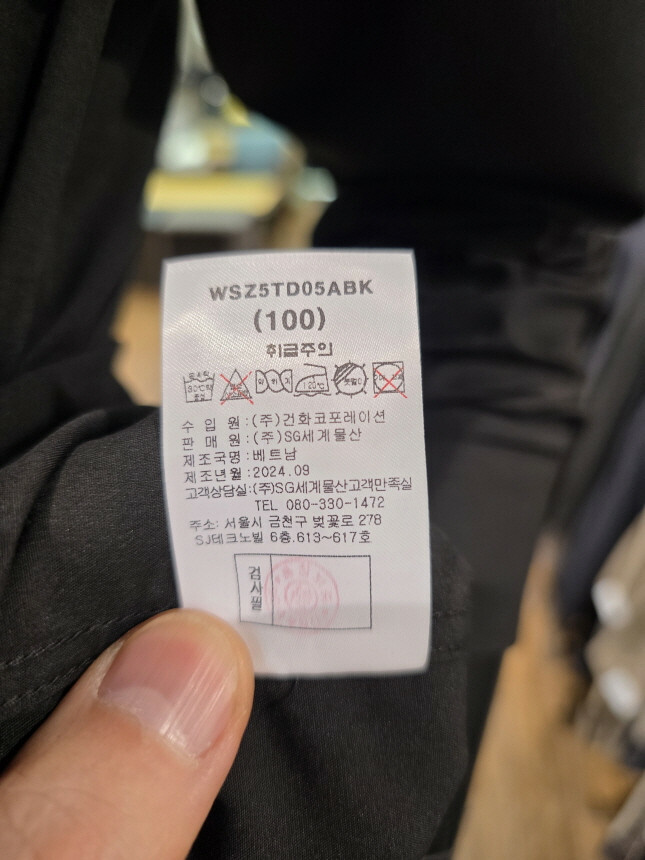 WSZ5TD05ABK
(100)
취급주의
수 입 원:(주)건화코포레이션
판 매 원:(주)SG세계물산
제조국명:베트남
제조년월:2024.09
고객상담실:(주)SG세계물산고객만족실
TEL 080-330-1472
주소: 서울시 금천구 벚꽃로 278
SJ테크노빌 6층.613~617호
검사필